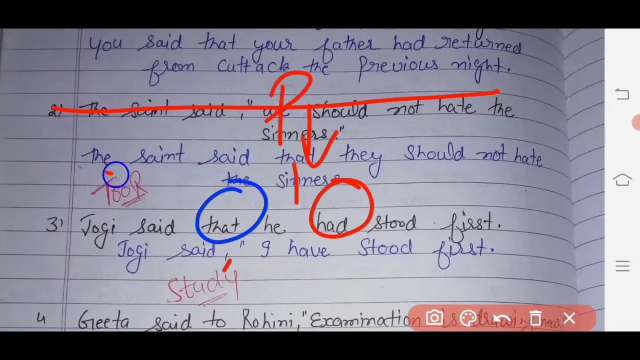 you said that your father had returned
from cuttack the previous night.
2) The saint said, "we should not hate the
sinners"
P
the saint said that they should not hate
the sinners
TOOR
3) Jogi said that he had stood first.
Jogi said, "I have stood first.
Study
4 Geeta said to Rohini, "Examination is